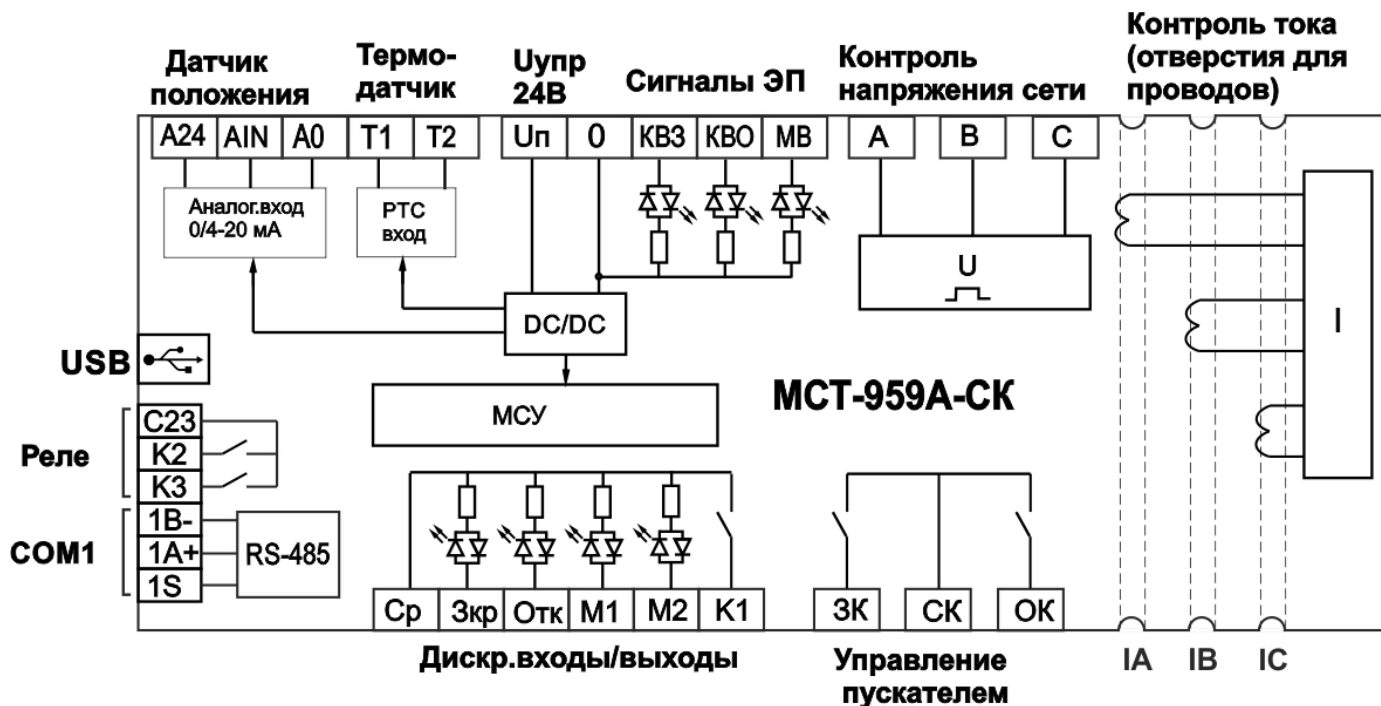 Датчик
положения
Термо-
датчик
Uупр
24В
Сигналы ЭП
Контроль
напряжения сети
Контроль тока
(отверстия для
проводов)
A24 AIN A0 T1 T2 Uп 0 КВЗ КВО МВ A B C
Аналог.вход
0/4-20 мА
PTC
вход
U
DC/DC
I
USB
МСТ-959А-СК
МСУ
Реле
C23
K2
K3
COM1
1B-
1A+
1S
RS-485
Ср Зкр Отк М1 М2 К1 ЗК СК ОК
Дискр.входы/выходы
Управление
пускателем
IA IB IC